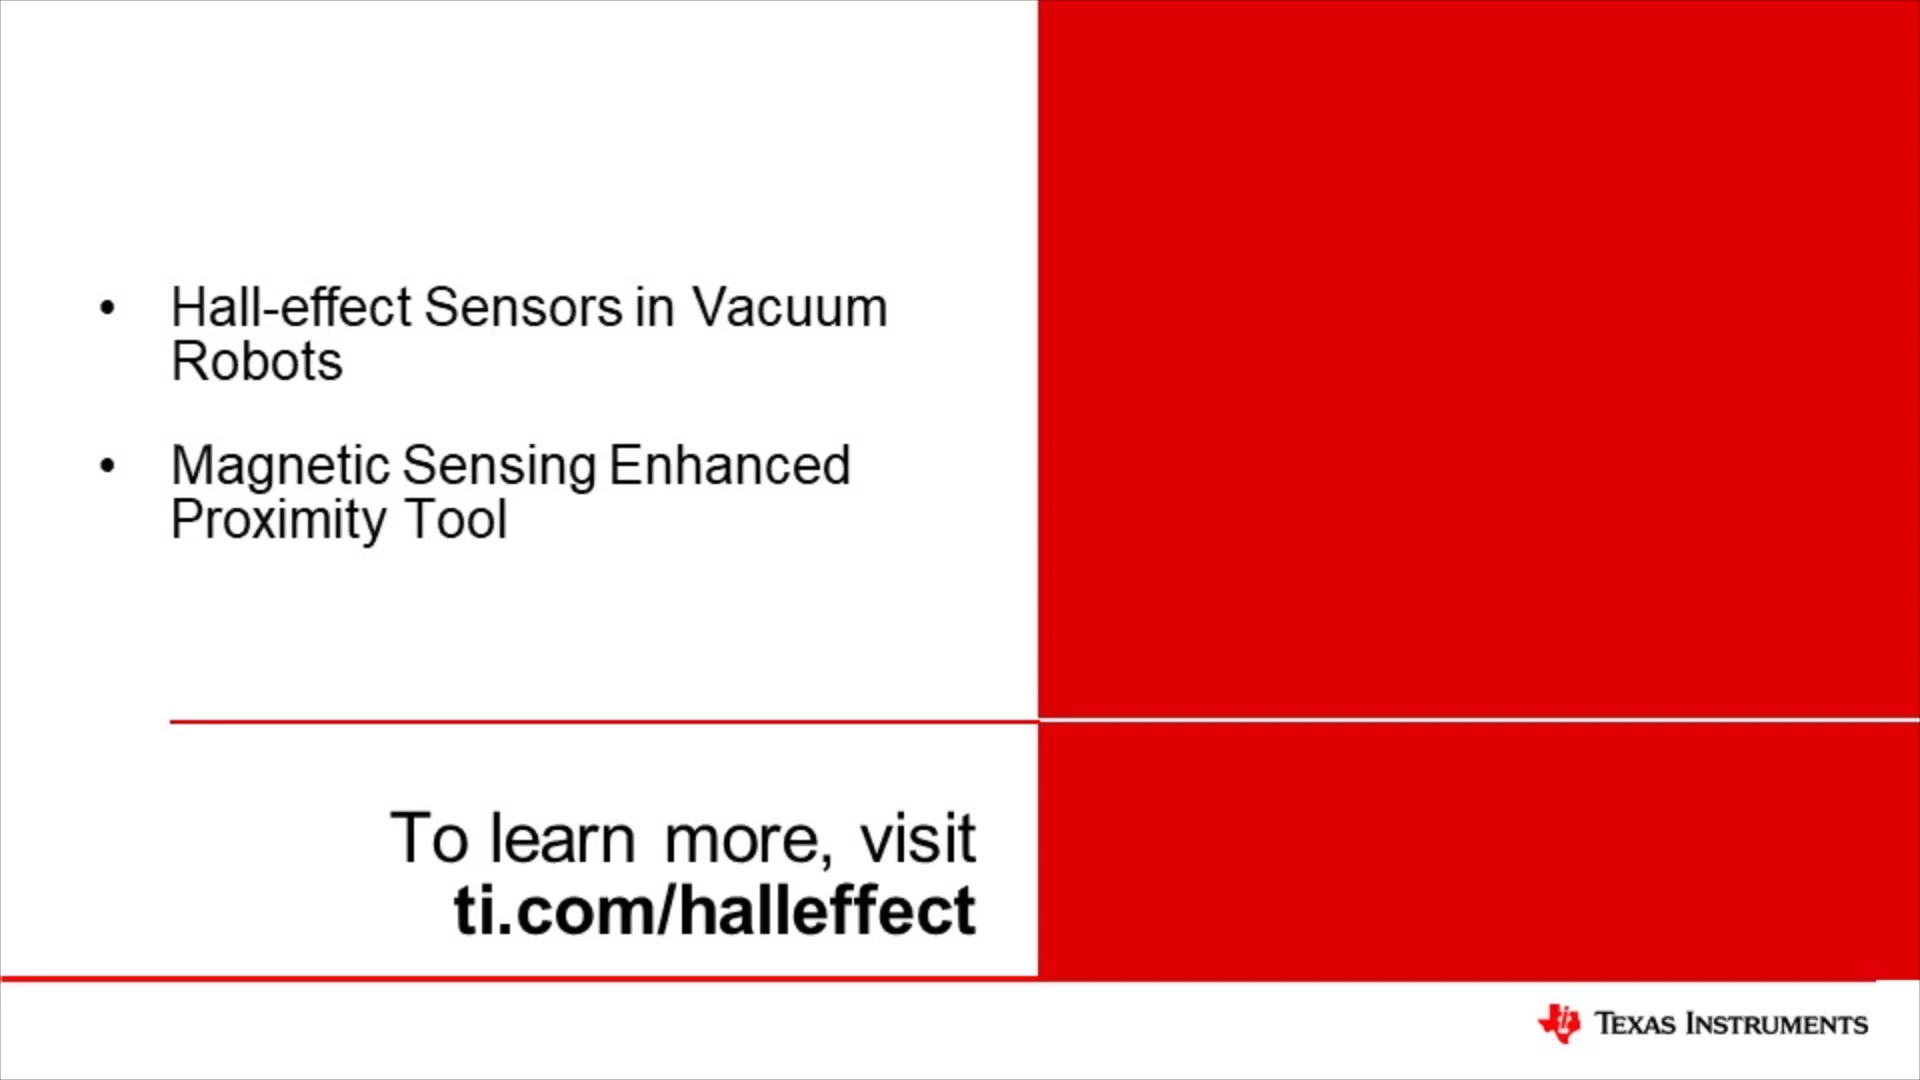 • Hall-effect Sensors in Vacuum
Robots
• Magnetic Sensing Enhanced
Proximity Tool
To learn more, visit
ti.com/halleffect
TEXAS INSTRUMENTS